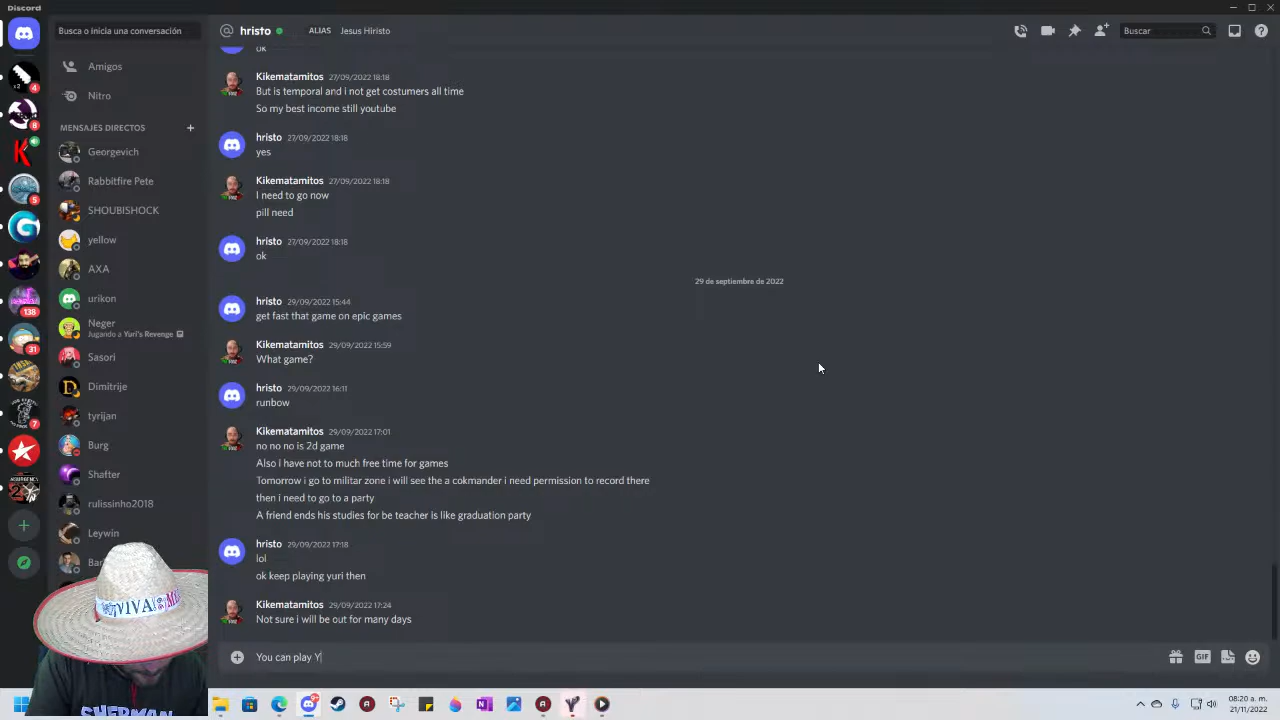 Discord
Busca o inicia una conversación
hristo
ALIAS
Jesus Hiristo
Buscar
Amigos
Nitro
MENSAJES DIRECTOS
Georgevich
Rabbitfire Pete
SHOUBISHOCK
yellow
AXA
urikon
Neger
Jugando a Yuri's Revenge
Sasori
Dimitrije
tyrijan
Burg
Shafter
rulissinho2018
Leywin
x2
4
8
5
138
31
7
ok
Kikematamitos 27/09/2022 18:18
But is temporal and i not get costumers all time
So my best income still youtube
hristo 27/09/2022 18:18
yes
Kikematamitos 27/09/2022 18:18
I need to go now
pill need
hristo 27/09/2022 18:18
ok
29 de septiembre de 2022
hristo 29/09/2022 15:44
get fast that game on epic games
Kikematamitos 29/09/2022 15:59
What game?
hristo 29/09/2022 16:11
runbow
Kikematamitos 29/09/2022 17:01
no no no is 2d game
Also I have not to much free time for games
Tomorrow i go to militar zone i will see the a cokmander i need permission to record there
then i need to go to a party
A friend ends his studies for be teacher is like graduation party
hristo 29/09/2022 17:18
lol
ok keep playing yuri then
Kikematamitos 29/09/2022 17:24
Not sure i will be out for many days
You can play Y
GIF
VIVA
SHERMAN
08:20 a. m.
21/11/2022